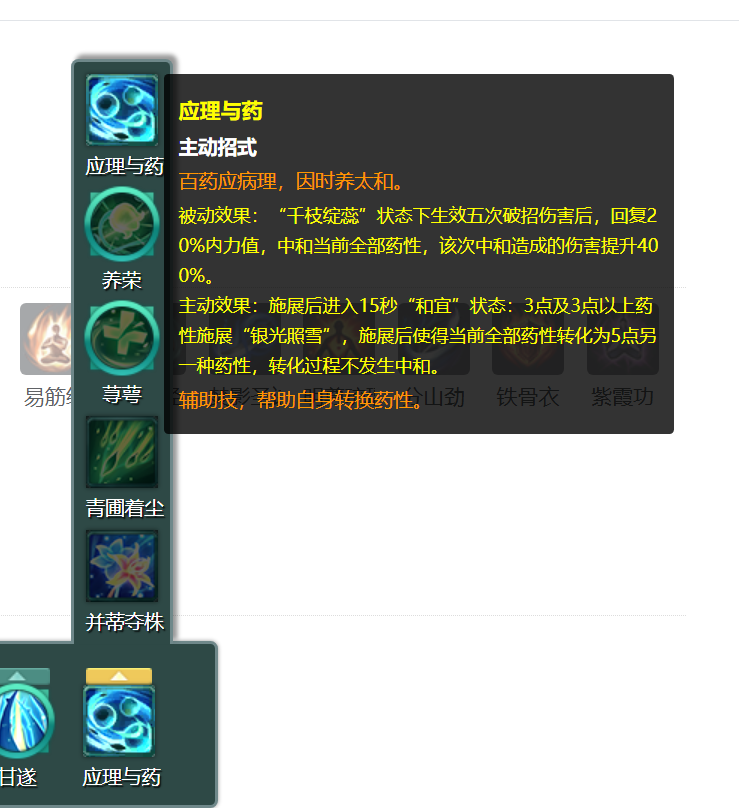 应理与药
主动招式
百药应病理，因时养太和。
被动效果：“千枝绽蕊”状态下生效五次破招伤害后，回复2
0%内力值，中和当前全部药性，该次中和造成的伤害提升40
0%。
主动效果：施展后进入15秒“和宜”状态：3点及3点以上药
性施展“银光照雪”，施展后使得当前全部药性转化为5点另
一种药性，转化过程不发生中和。
辅助技，帮助自身转换药性。
应理与药
养荣
荨萼
青圃着尘
并蒂夺株
易筋
分山劲
铁骨衣
紫霞功
甘遂
应理与药